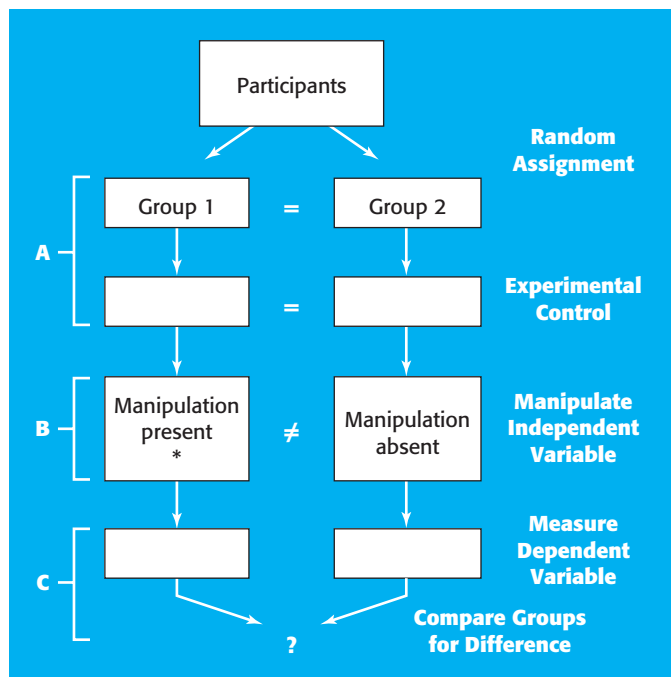 Participants
Random
Assignment
Group 1
=
Group 2
A
Experimental
Control
=
Manipulation
present
*
≠
Manipulation
absent
B
Manipulate
Independent
Variable
Measure
Dependent
Variable
C
Compare Groups
for Difference
?